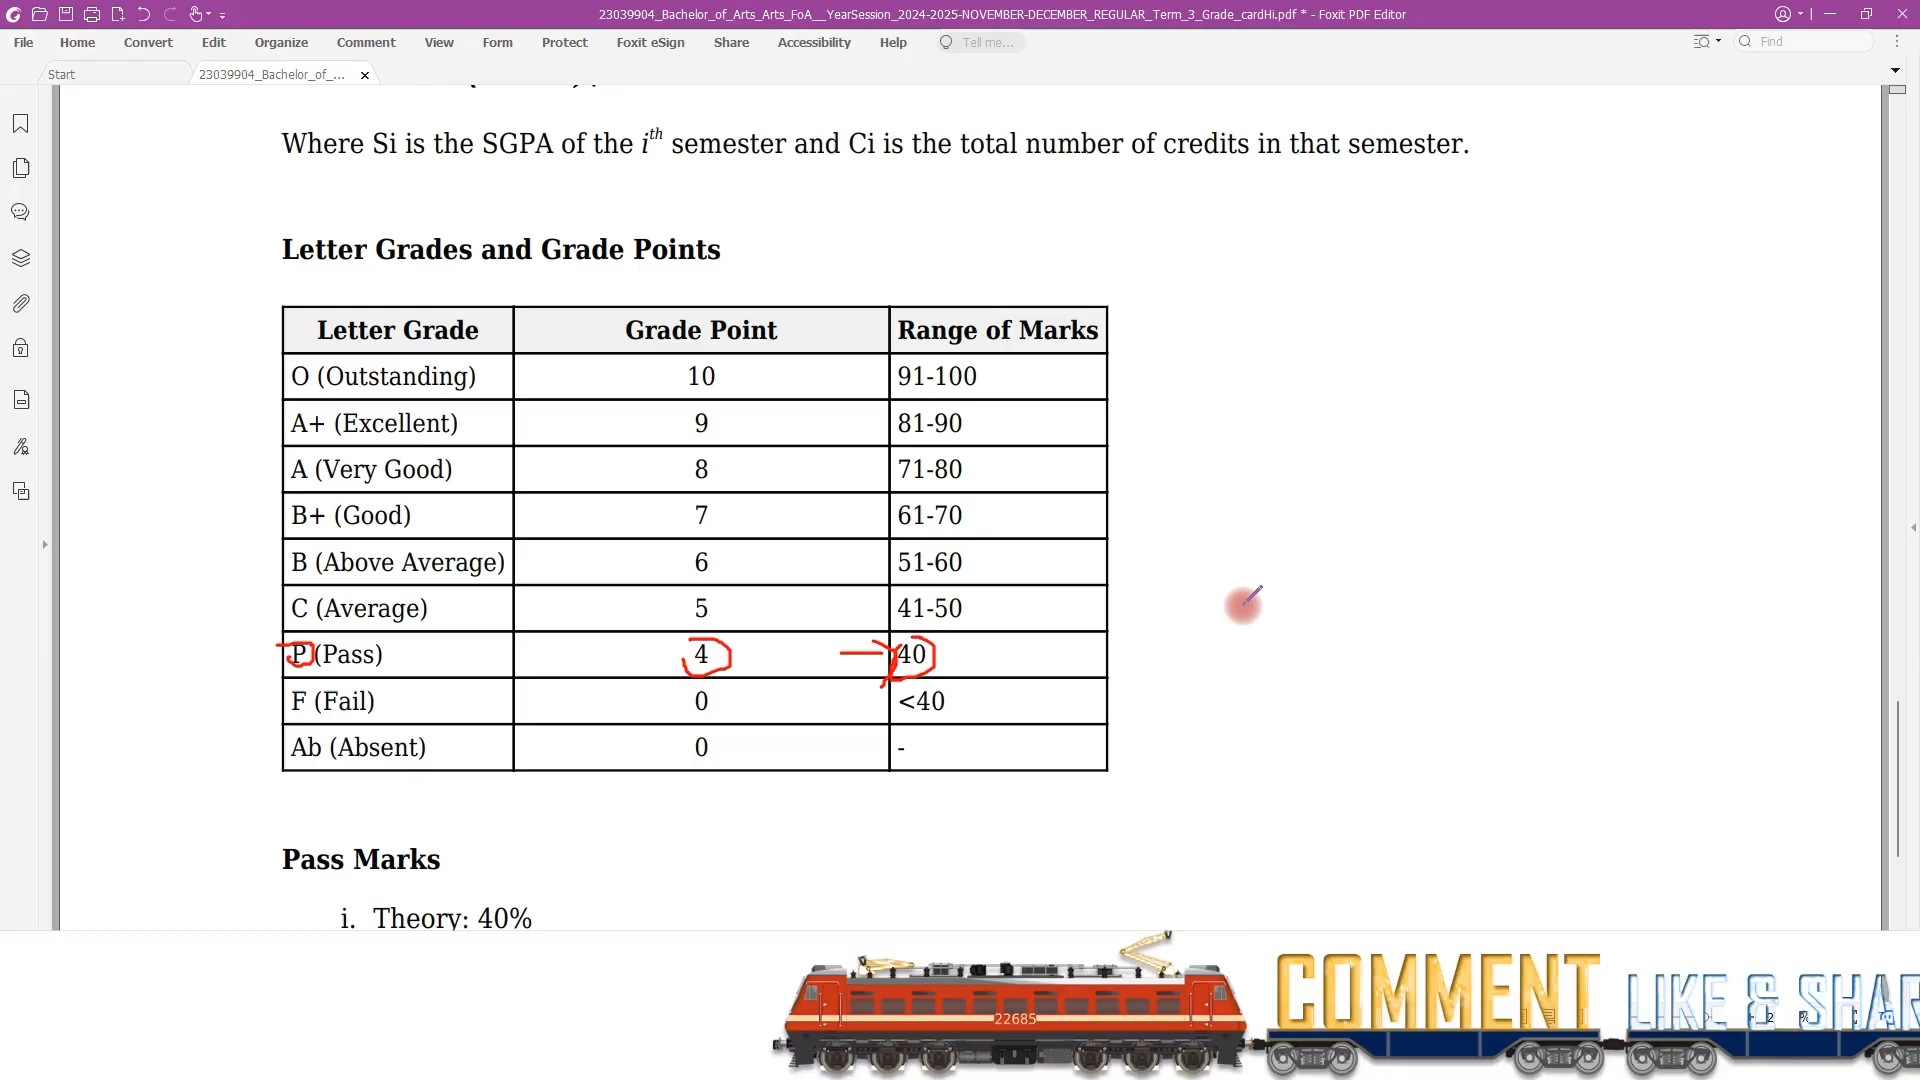 23039904_Bachelor_of_Arts_Arts_FoA__YearSession_2024-2025-NOVEMBER-DECEMBER_REGULAR_Term_3_Grade_cardHi.pdf * - Foxit PDF Editor
File Home Convert Edit Organize Comment View Form Protect Foxit eSign Share Accessibility Help Tell me... Find
Start 23039904_Bachelor_of_...
Where Si is the SGPA of the ith semester and Ci is the total number of credits in that semester.
Letter Grades and Grade Points
Letter Grade Grade Point Range of Marks
O (Outstanding) 10 91-100
A+ (Excellent) 9 81-90
A (Very Good) 8 71-80
B+ (Good) 7 61-70
B (Above Average) 6 51-60
C (Average) 5 41-50
P (Pass) 4 40
F (Fail) 0 <40
Ab (Absent) 0 -
Pass Marks
i. Theory: 40%
22685
COMMENT
LIKE & SHAR